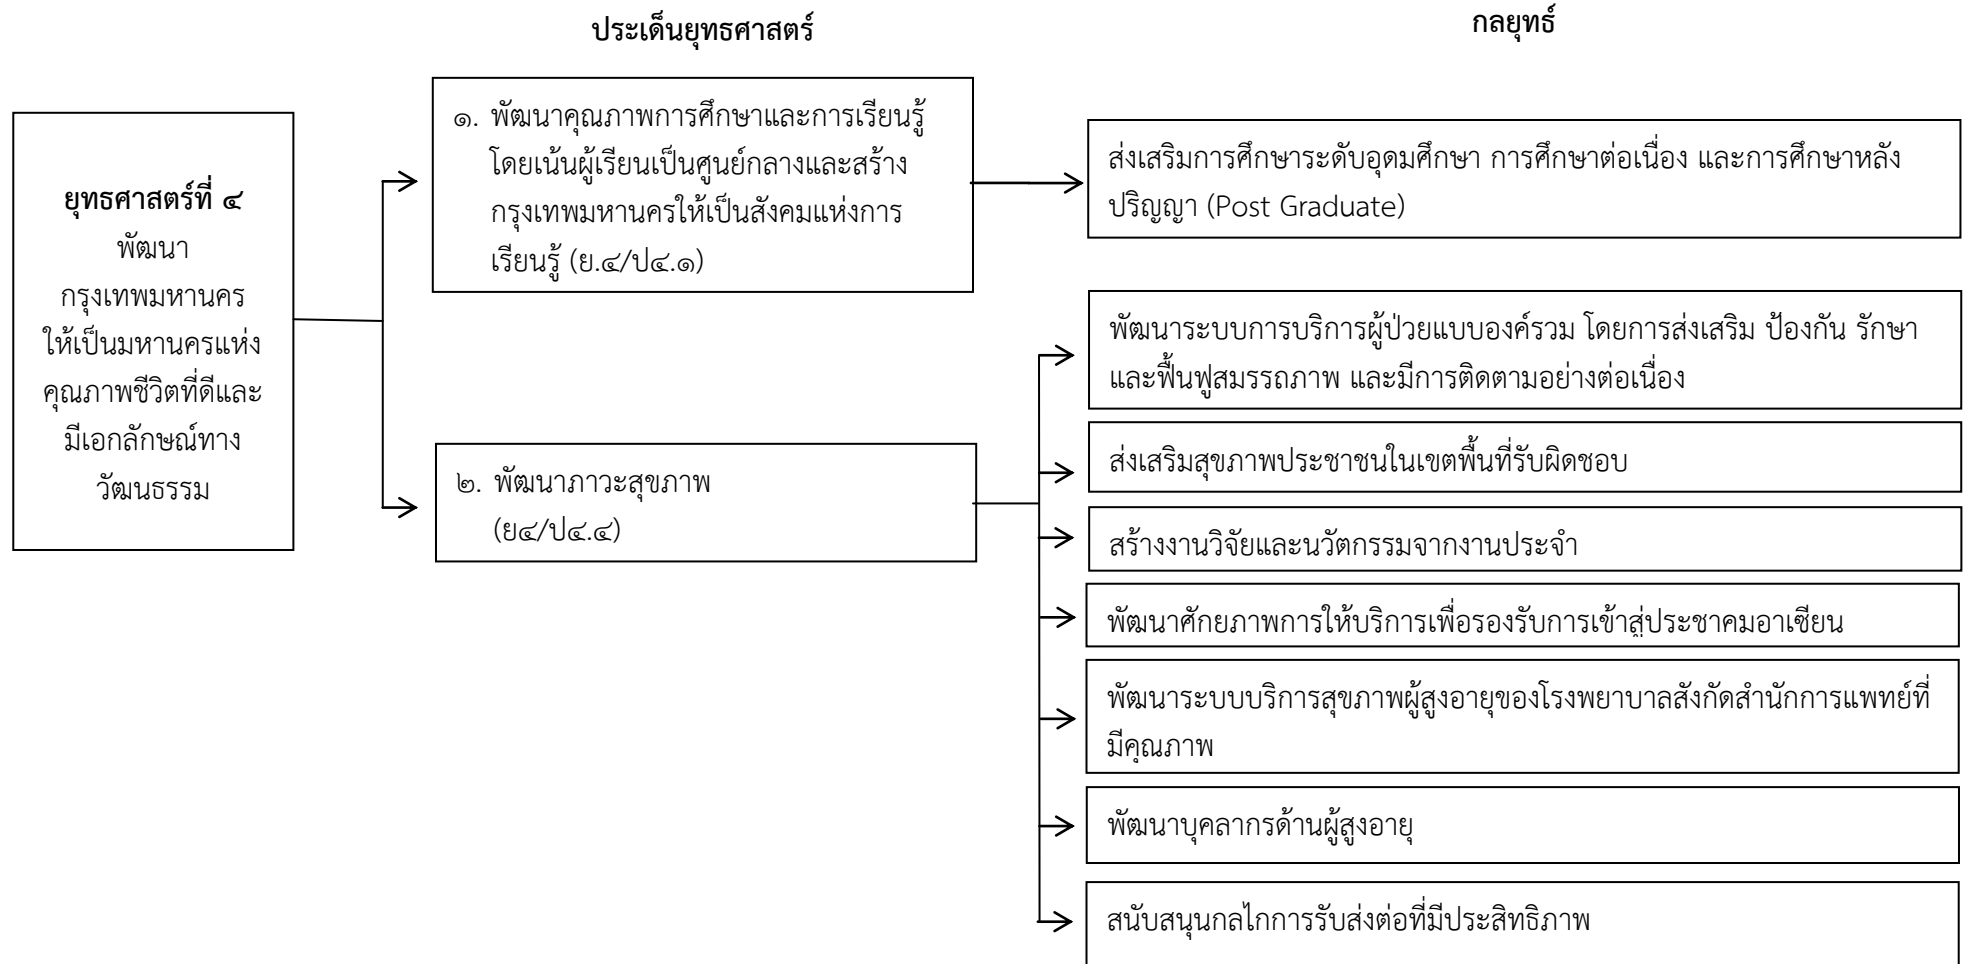 ประเด็นยุทธศาสตร์
กลยุทธ์
ยุทธศาสตร์ที่ ๔
พัฒนา
กรุงเทพมหานคร
ให้เป็นมหานครแห่ง
คุณภาพชีวิตที่ดีและ
มีเอกลักษณ์ทาง
วัฒนธรรม
๑. พัฒนาคุณภาพการศึกษาและการเรียนรู้
โดยเน้นผู้เรียนเป็นศูนย์กลางและสร้าง
กรุงเทพมหานครให้เป็นสังคมแห่งการ
เรียนรู้ (ย.๔/ป๔.๑)
ส่งเสริมการศึกษาระดับอุดมศึกษา การศึกษาต่อเนื่อง และการศึกษาหลัง
ปริญญา (Post Graduate)
๒. พัฒนาภาวะสุขภาพ
(ย๔/ป๔.๔)
พัฒนาระบบการบริการผู้ป่วยแบบองค์รวม โดยการส่งเสริม ป้องกัน รักษา
และฟื้นฟูสมรรถภาพ และมีการติดตามอย่างต่อเนื่อง
ส่งเสริมสุขภาพประชาชนในเขตพื้นที่รับผิดชอบ
สร้างงานวิจัยและนวัตกรรมจากงานประจำ
พัฒนาศักยภาพการให้บริการเพื่อรองรับการเข้าสู่ประชาคมอาเซียน
พัฒนาระบบบริการสุขภาพผู้สูงอายุของโรงพยาบาลสังกัดสำนักการแพทย์ที่
มีคุณภาพ
พัฒนาบุคลากรด้านผู้สูงอายุ
สนับสนุนกลไกการรับส่งต่อที่มีประสิทธิภาพ